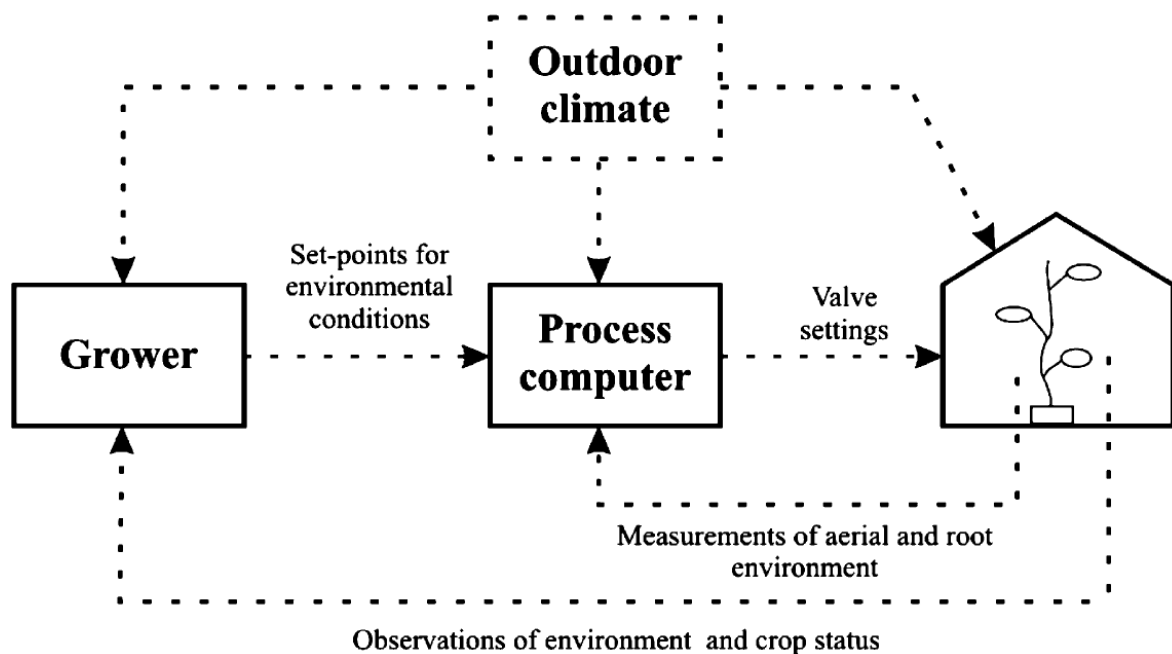 Outdoor
climate
Set-points for
environmental
conditions
Valve
settings
Grower
Process
computer
Measurements of aerial and root
environment
Observations of environment and crop status